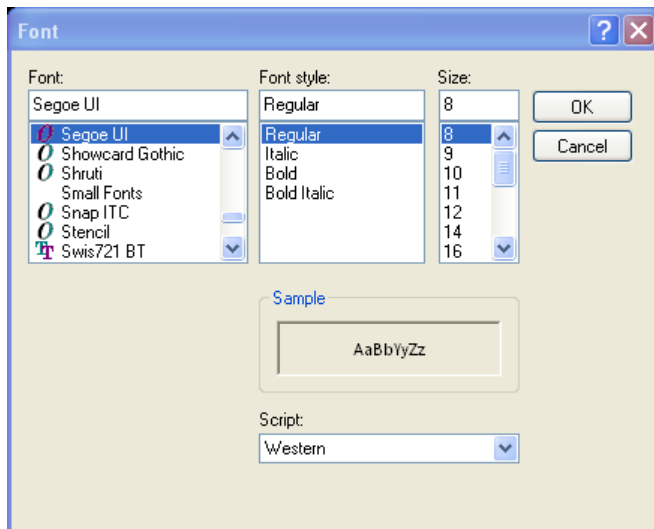 Font
Font:
Segoe UI
Segoe UI
Showcard Gothic
Shruti
Small Fonts
Snap ITC
Stencil
Swis721 BT
Font style:
Regular
Regular
Italic
Bold
Bold Italic
Size:
8
8
9
10
11
12
14
16
OK
Cancel
Sample
AaBbYyZz
Script:
Western